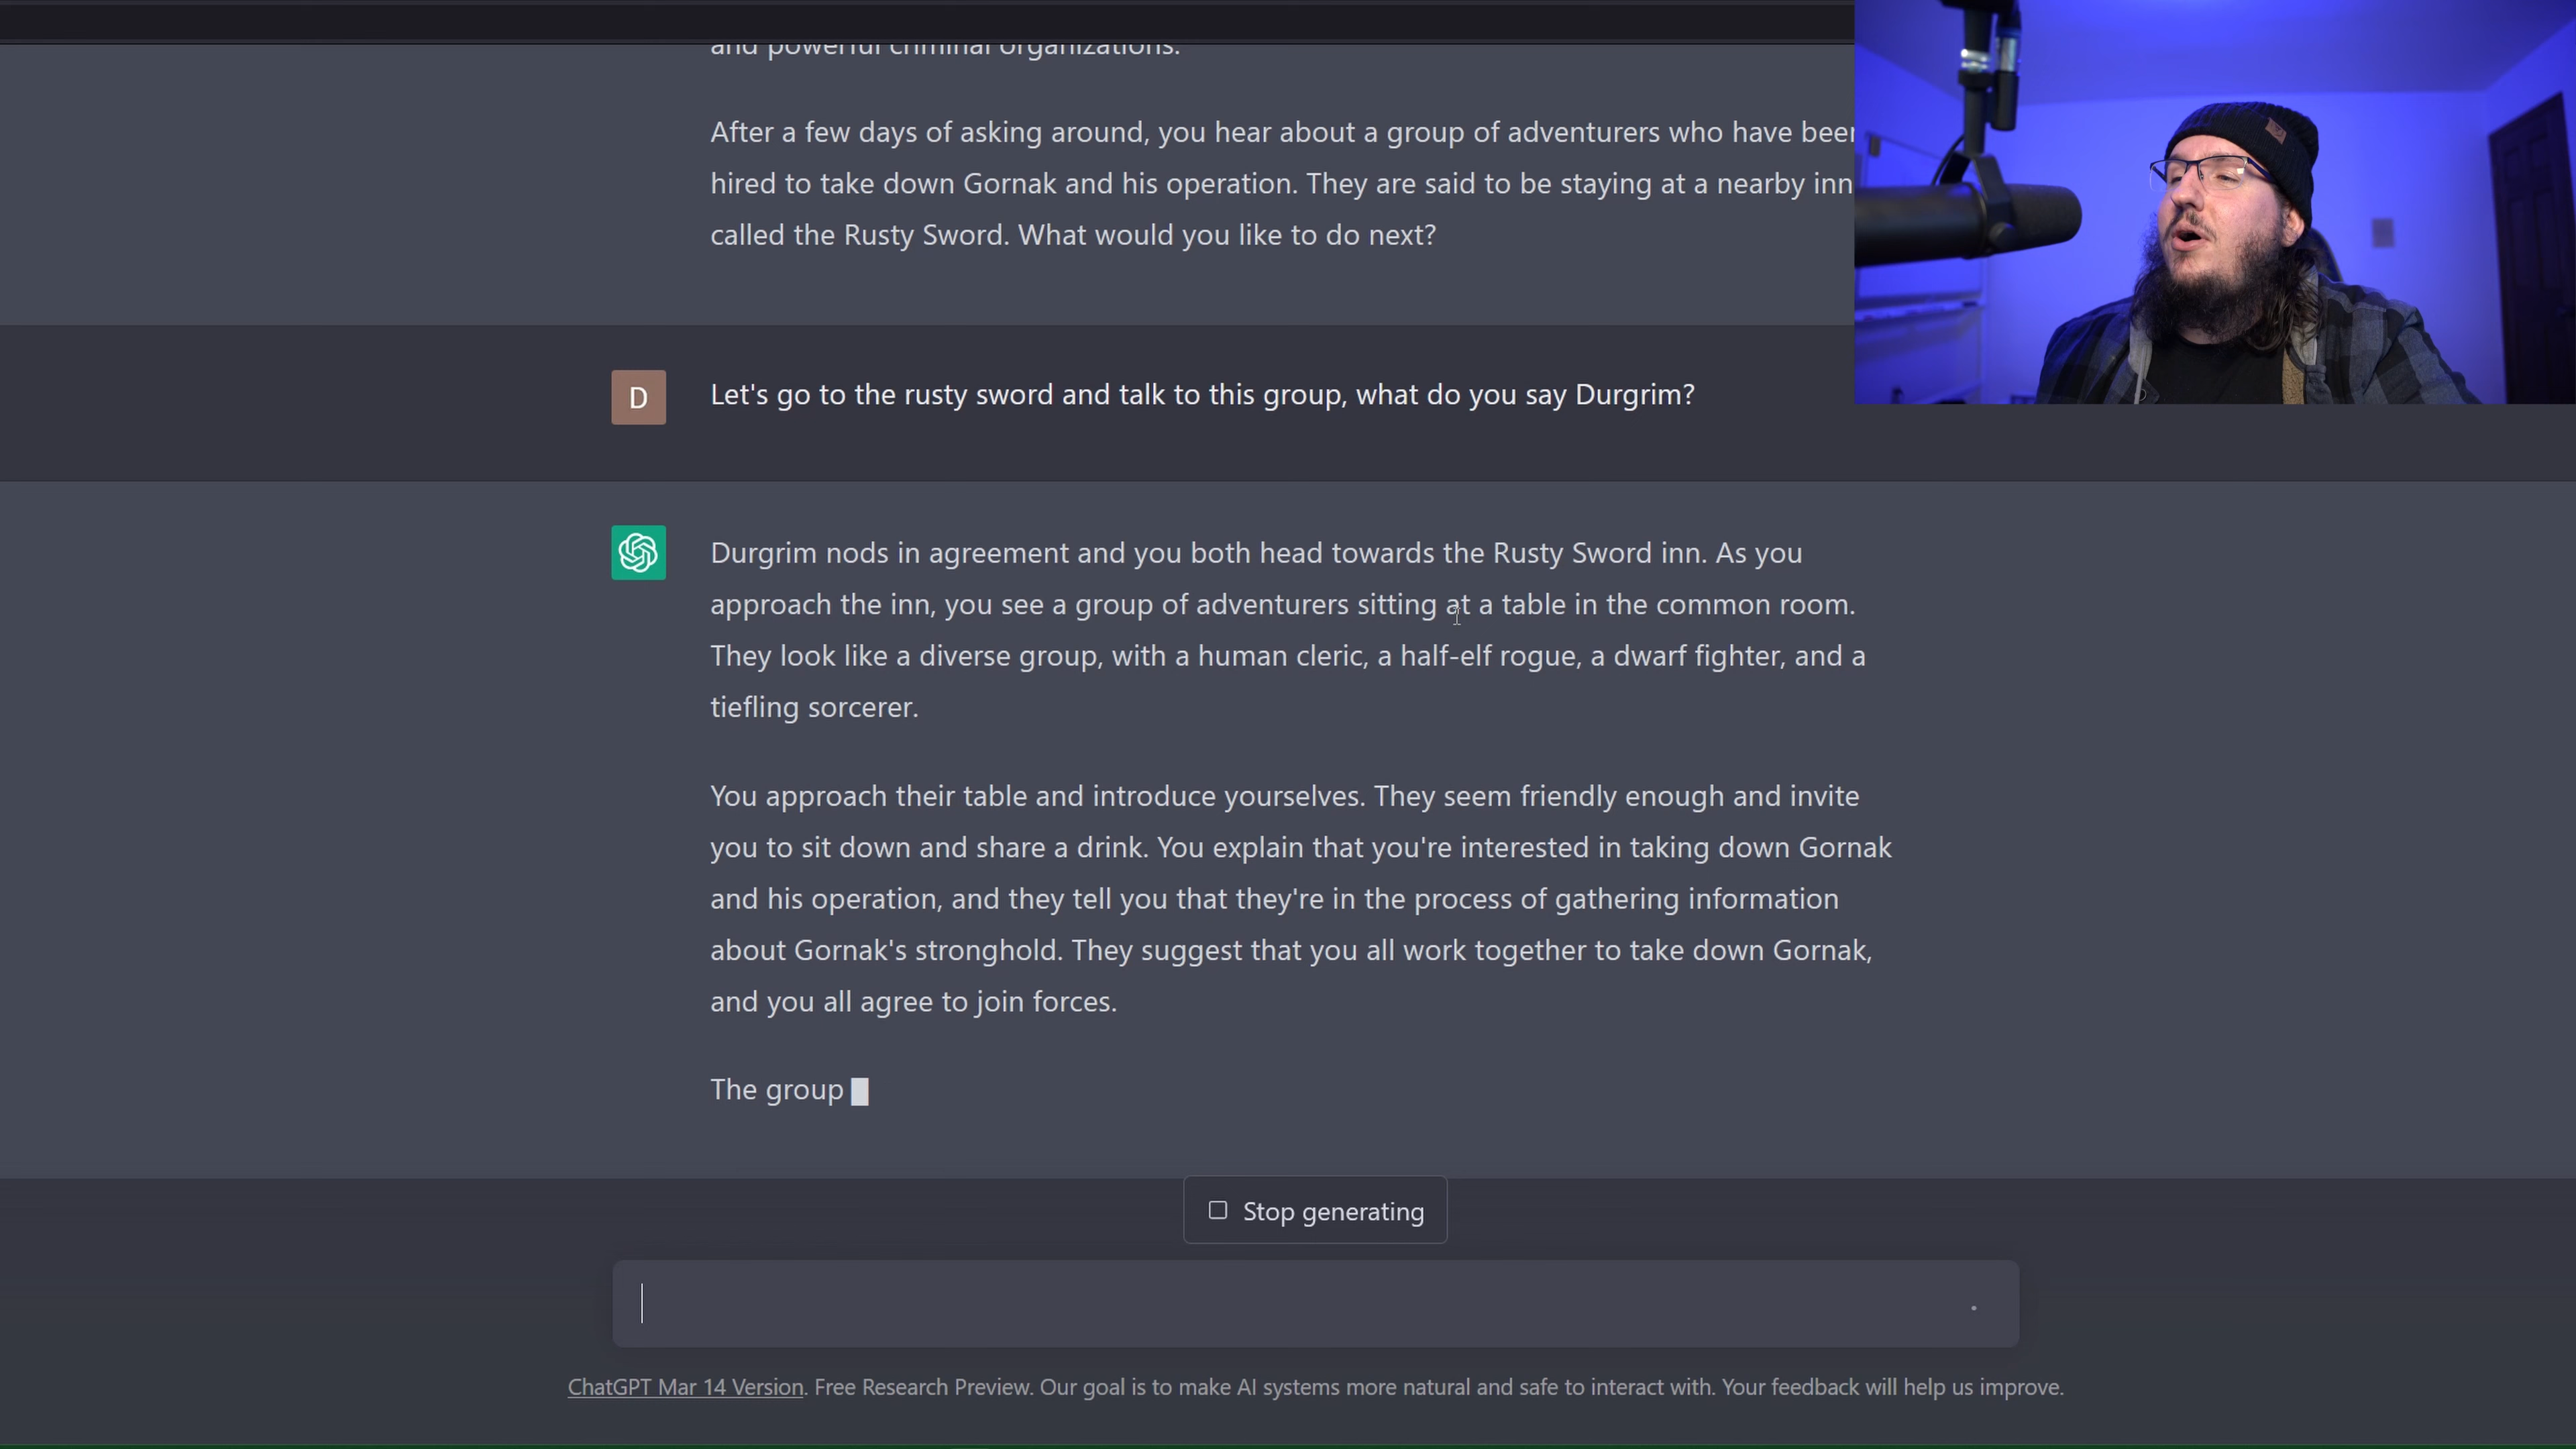 and powerful criminal organizations.
After a few days of asking around, you hear about a group of adventurers who have been
hired to take down Gornak and his operation. They are said to be staying at a nearby inn
called the Rusty Sword. What would you like to do next?
D
Let's go to the rusty sword and talk to this group, what do you say Durgrim?
Durgrim nods in agreement and you both head towards the Rusty Sword inn. As you
approach the inn, you see a group of adventurers sitting at a table in the common room.
They look like a diverse group, with a human cleric, a half-elf rogue, a dwarf fighter, and a
tiefling sorcerer.
You approach their table and introduce yourselves. They seem friendly enough and invite
you to sit down and share a drink. You explain that you're interested in taking down Gornak
and his operation, and they tell you that they're in the process of gathering information
about Gornak's stronghold. They suggest that you all work together to take down Gornak,
and you all agree to join forces.
The group
Stop generating
ChatGPT Mar 14 Version. Free Research Preview. Our goal is to make AI systems more natural and safe to interact with. Your feedback will help us improve.